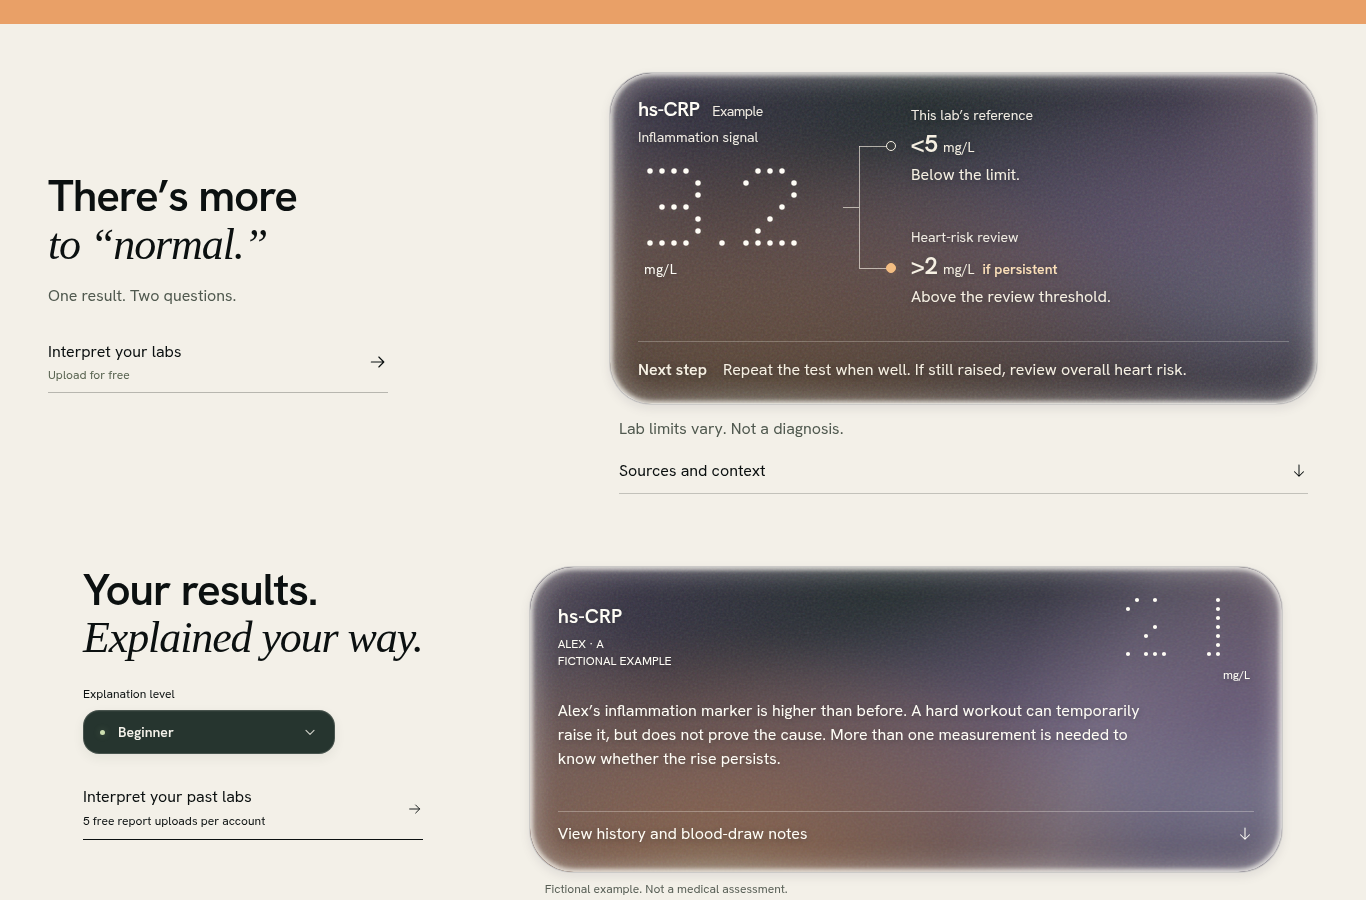 There’s more
to “normal.”
One result. Two questions.
Interpret your labs
Upload for free
hs-CRP Example
Inflammation signal
3.2
mg/L
This lab’s reference
<5 mg/L
Below the limit.
Heart-risk review
>2 mg/L if persistent
Above the review threshold.
Next step Repeat the test when well. If still raised, review overall heart risk.
Lab limits vary. Not a diagnosis.
Sources and context
Your results.
Explained your way.
Explanation level
Beginner
Interpret your past labs
5 free report uploads per account
hs-CRP
ALEX · A
FICTIONAL EXAMPLE
mg/L
Alex’s inflammation marker is higher than before. A hard workout can temporarily
raise it, but does not prove the cause. More than one measurement is needed to
know whether the rise persists.
View history and blood-draw notes
Fictional example. Not a medical assessment.